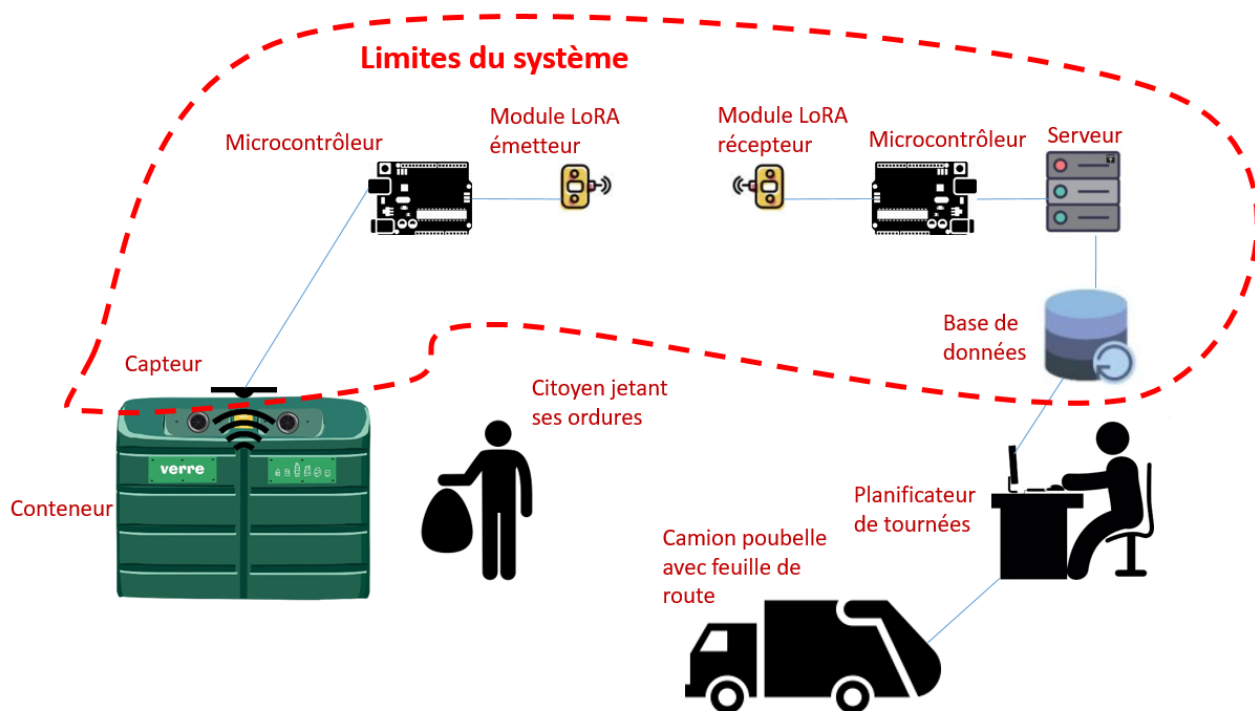 Limites du système
Module LoRA
émetteur
Module LoRA
récepteur
Microcontrôleur
Microcontrôleur
Serveur
Base de
données
Capteur
Citoyen jetant
ses ordures
verre
Conteneur
Planificateur
de tournées
Camion poubelle
avec feuille de
route